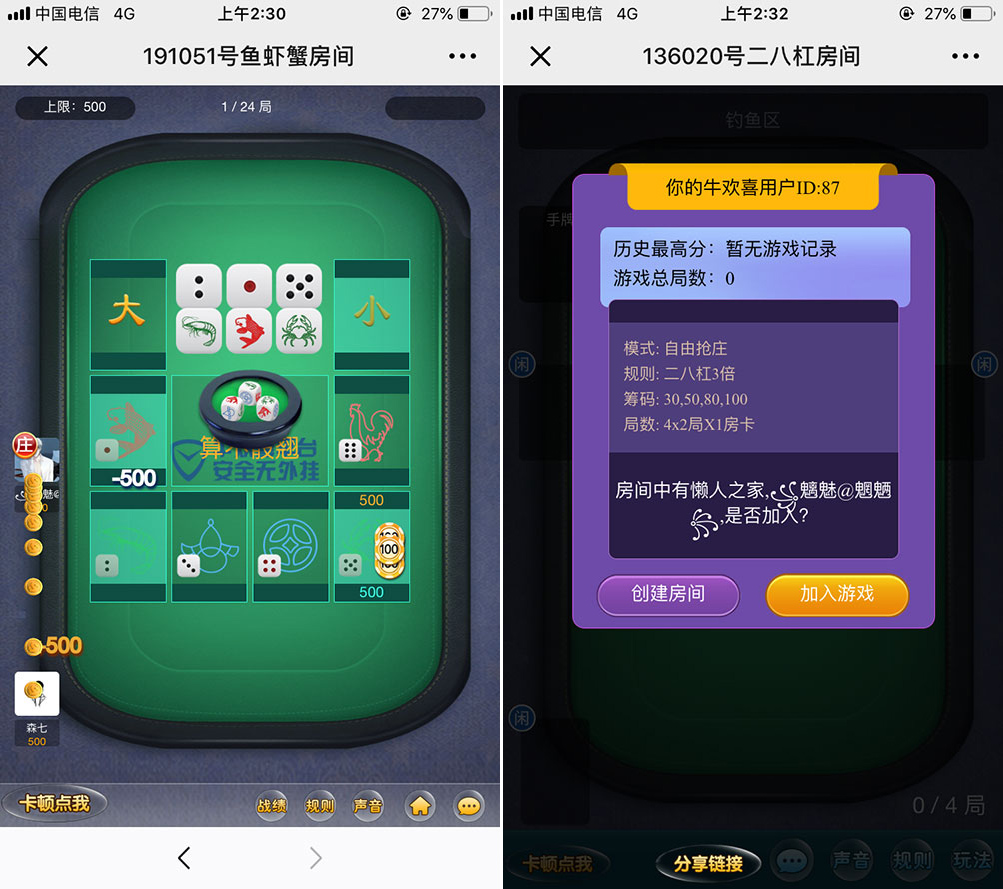 中国电信 4G 上午2:30 27%
191051号鱼虾蟹房间
上限：500
1 / 24 局
大
小
台
安全无外挂
庄
-500
500
100
500
-500
森七
500
卡顿点我
战绩
规则
声音
中国电信 4G 上午2:32 27%
136020号二八杠房间
钓鱼区
手牌
你的牛欢喜用户ID:87
历史最高分：暂无游戏记录
游戏总局数：0
模式: 自由抢庄
规则: 二八杠3倍
筹码: 30,50,80,100
局数: 4x2局X1房卡
闲
闲
房间中有懒人之家,꧁魑魅@魍魉
꧂,是否加入?
创建房间
加入游戏
闲
0 / 4 局
卡顿点我
分享链接
声音
规则
玩法